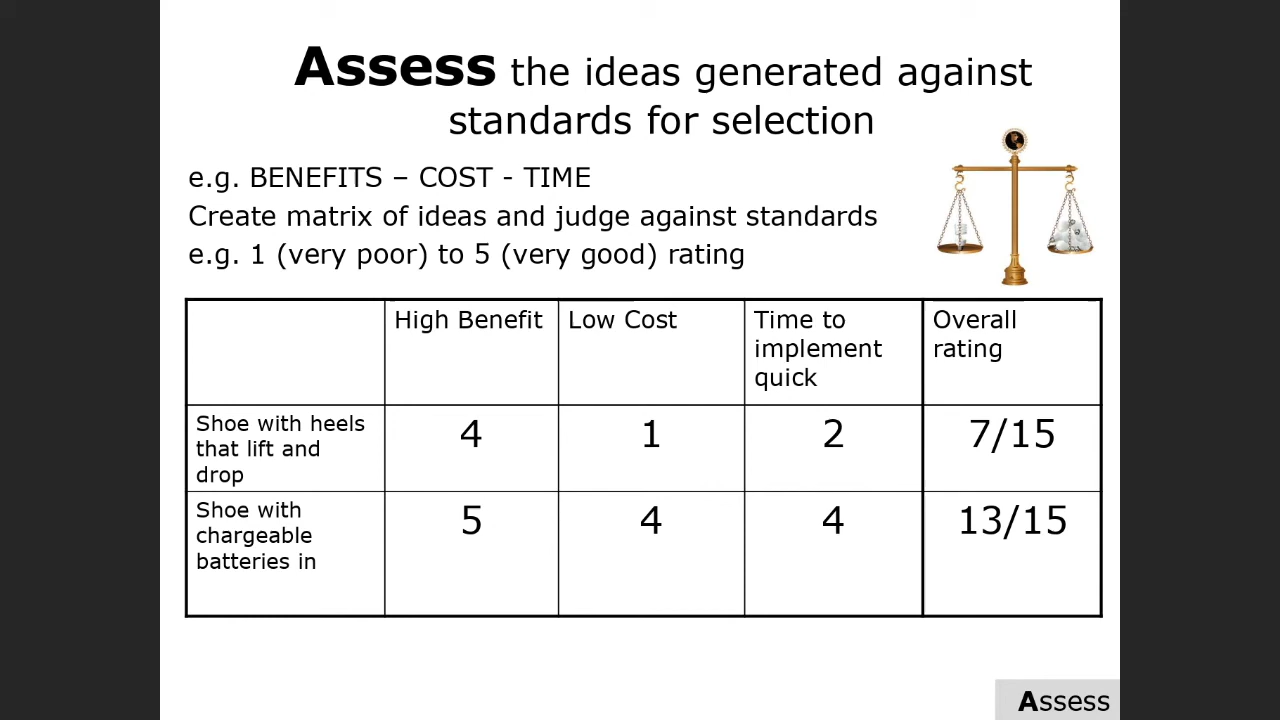 Assess the ideas generated against
standards for selection
e.g. BENEFITS – COST - TIME
Create matrix of ideas and judge against standards
e.g. 1 (very poor) to 5 (very good) rating
High Benefit
Low Cost
Time to
implement
quick
Overall
rating
Shoe with heels
that lift and
drop
4
1
2
7/15
Shoe with
chargeable
batteries in
5
4
4
13/15
Assess